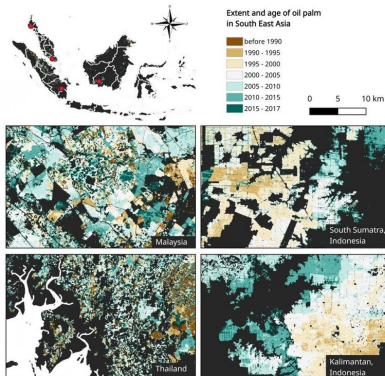 Extent and age of oil palm
in South East Asia
before 1990
1990 - 1995
1995 - 2000
2000 - 2005
2005 - 2010
2010 - 2015
2015 - 2017
0 5 10 km
Malaysia
South Sumatra,
Indonesia
Thailand
Kalimantan,
Indonesia